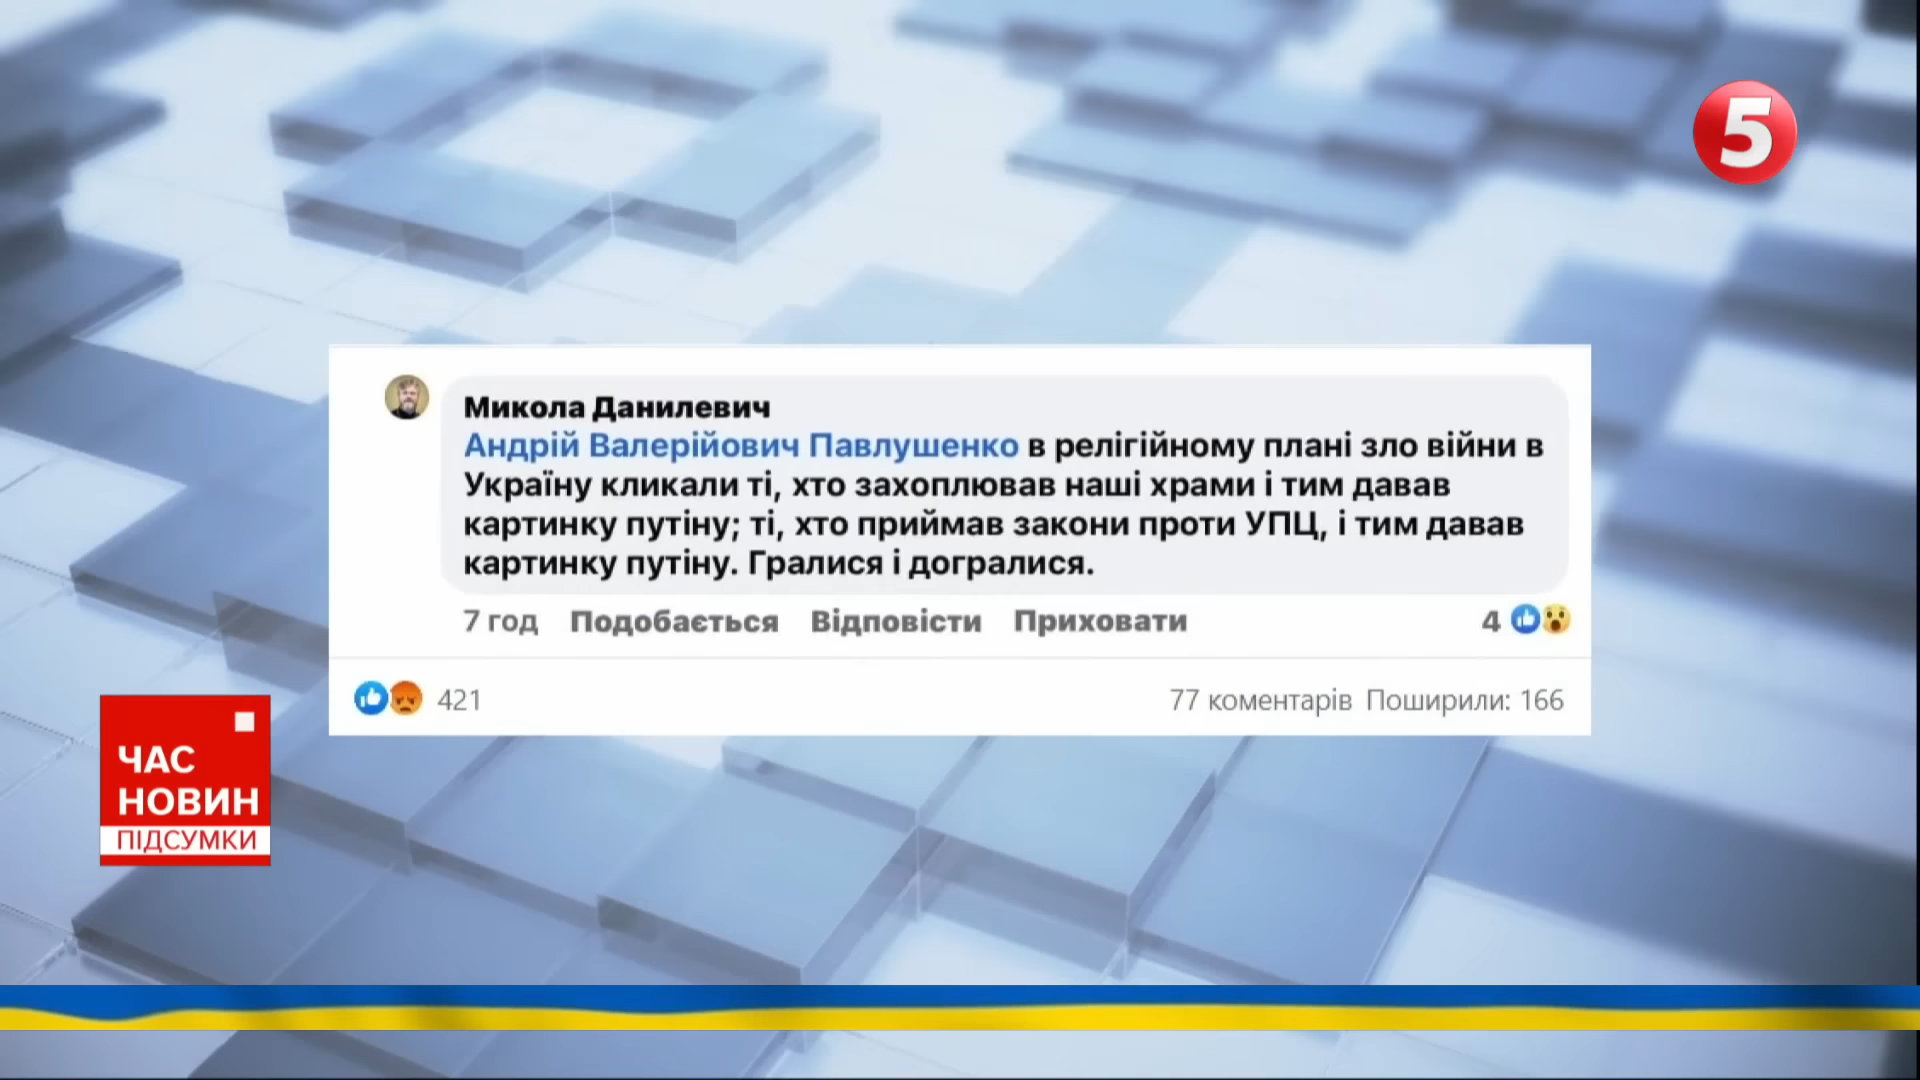 5
Микола Данилевич
Андрій Валерійович Павлушенко в релігійному плані зло війни в
Україну кликали ті, хто захоплював наші храми і тим давав
картинку путіну; ті, хто приймав закони проти УПЦ, і тим давав
картинку путіну. Гралися і догралися.
7 год Подобається Відповісти Приховати 4
421 77 коментарів Поширили: 166
ЧАС
НОВИН
ПІДСУМКИ